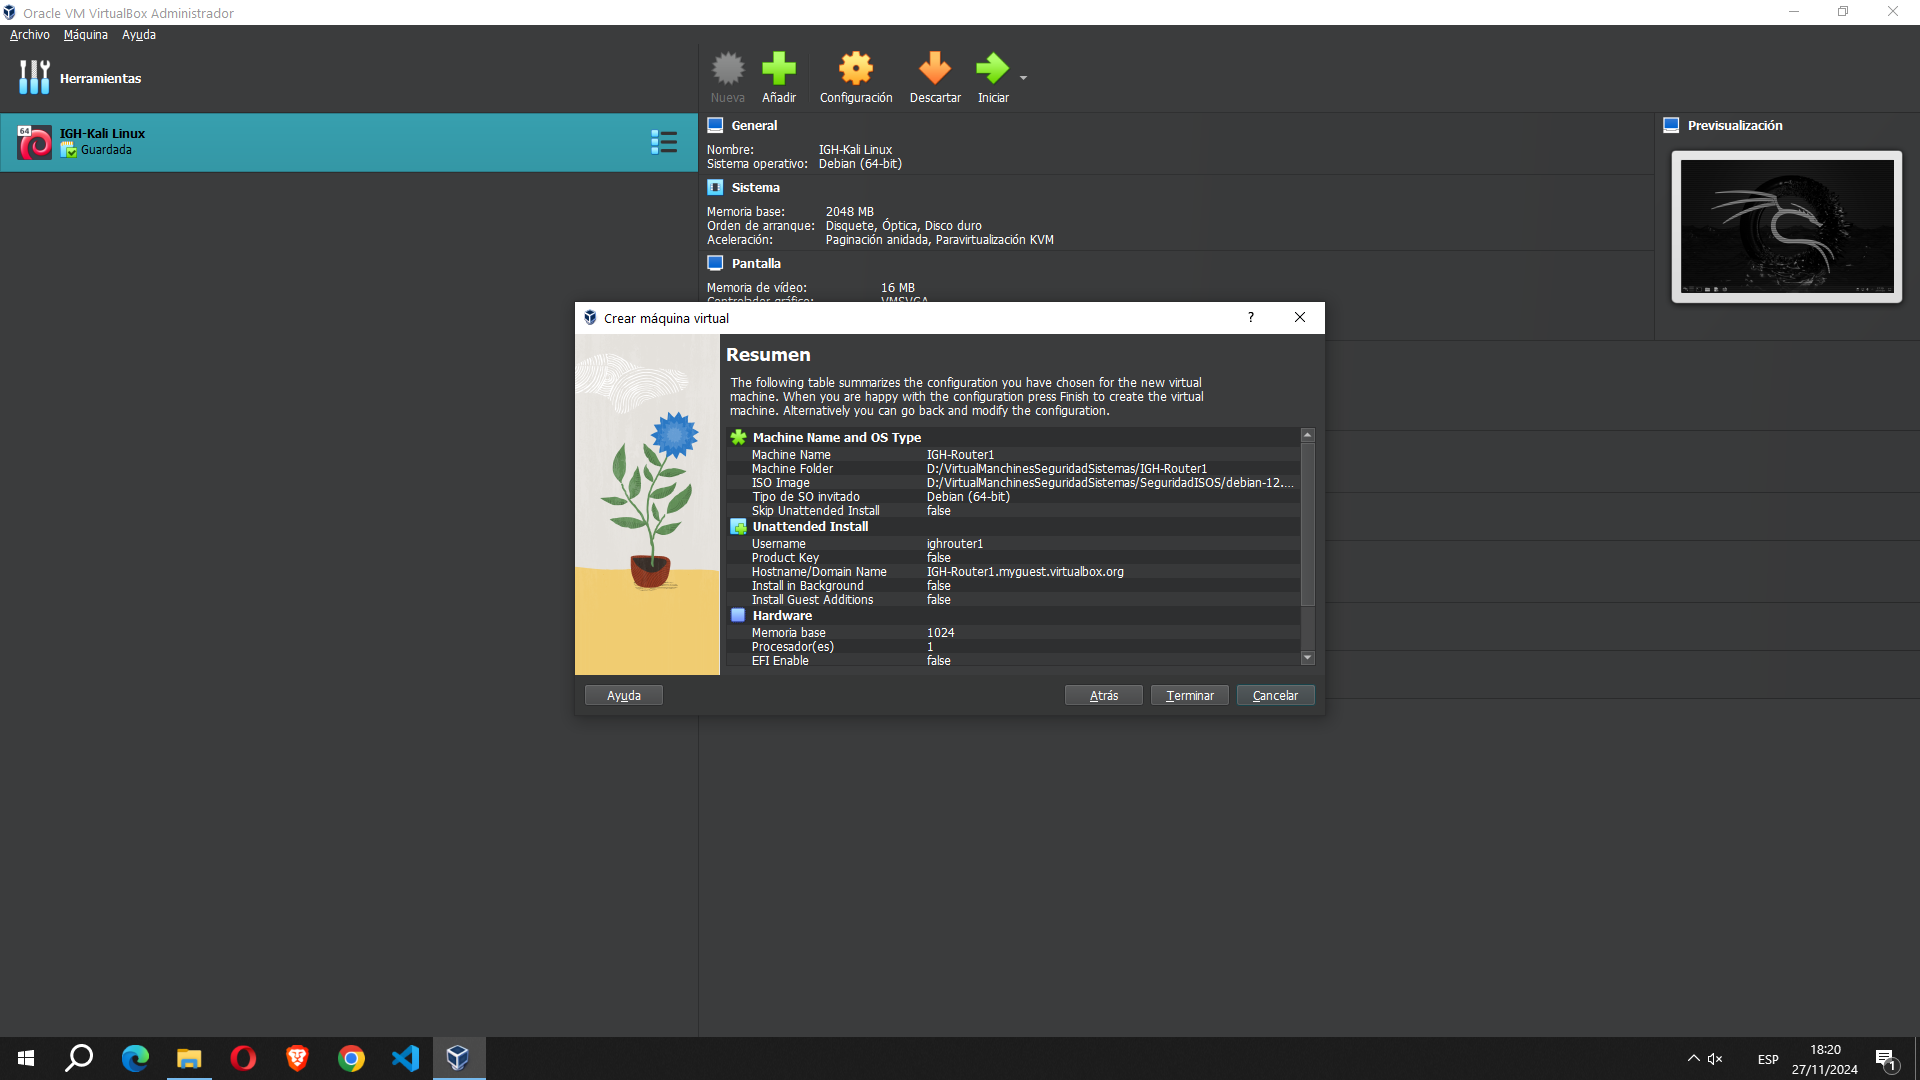 Oracle VM VirtualBox Administrador
Archivo Máquina Ayuda
Herramientas
Nueva Añadir Configuración Descartar Iniciar
64
IGH-Kali Linux
Guardada
General
Nombre: IGH-Kali Linux
Sistema operativo: Debian (64-bit)
Sistema
Memoria base: 2048 MB
Orden de arranque: Disquete, Óptica, Disco duro
Aceleración: Paginación anidada, Paravirtualización KVM
Pantalla
Memoria de vídeo: 16 MB
Controlador gráfico: VMSVGA
Previsualización
Crear máquina virtual
?
Resumen
The following table summarizes the configuration you have chosen for the new virtual
machine. When you are happy with the configuration press Finish to create the virtual
machine. Alternatively you can go back and modify the configuration.
Machine Name and OS Type
Machine Name IGH-Router1
Machine Folder D:/VirtualManchinesSeguridadSistemas/IGH-Router1
ISO Image D:/VirtualManchinesSeguridadSistemas/SeguridadISOS/debian-12....
Tipo de SO invitado Debian (64-bit)
Skip Unattended Install false
Unattended Install
Username ighrouter1
Product Key false
Hostname/Domain Name IGH-Router1.myguest.virtualbox.org
Install in Background false
Install Guest Additions false
Hardware
Memoria base 1024
Procesador(es) 1
EFI Enable false
Ayuda Atrás Terminar Cancelar
ESP
18:20
27/11/2024
1